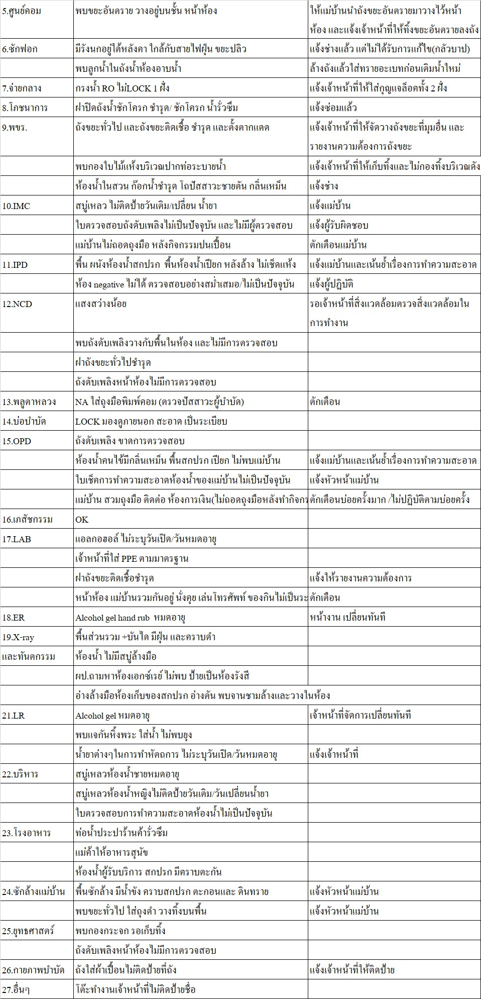 5.ศูนย์คอม พบขยะอันตราย วางอยู่บนชั้น หน้าห้อง ให้แม่บ้านนำถังขยะอันตรายมาวางไว้หน้า
ห้อง และแจ้งเจ้าหน้าที่ให้ทิ้งขยะอันตรายลงถัง
6.ซักฟอก มีรังนกอยู่ใต้หลังคา ใกล้กับสายไฟฝุ่น ขยะปลิว แจ้งช่างแล้ว แต่ไม่ได้รับการแก้ไข(กลัวบาป)
พบลูกน้ำในถังน้ำห้องอาบน้ำ ล้างถังแล้วใส่ทรายอะเบทก่อนเติมน้ำใหม่
7.จ่ายกลาง กรงน้ำ RO ไม่LOCK 1 ฝั่ง แจ้งเจ้าหน้าที่ให้ใส่กุญแจล็อคทั้ง 2 ฝั่ง
8.โภชนาการ ฝาปิดถังน้ำชักโครก ชำรุด/ ชักโครก น้ำรั่วซึม แจ้งซ่อมแล้ว
9.พขร. ถังขยะทั่วไป และถังขยะติดเชื้อ ชำรุด และตั้งตากแดด แจ้งเจ้าหน้าที่ให้จัดวางถังขยะที่มุมอื่น และ
รายงานความต้องการถังขยะ
พบกองใบไม้แห้งบริเวณปากท่อระบายน้ำ แจ้งเจ้าหน้าที่ให้เก็บทิ้งและไม่กองทิ้งบริเวณดัง
ห้องน้ำในสวน ก๊อกน้ำชำรุด โถปัสสาวะชายตัน กลิ่นเหม็น แจ้งช่าง
10.IMC สบู่เหลว ไม่ติดป้ายวันเติม/เปลี่ยน น้ำยา แจ้งแม่บ้าน
ใบตรวจสอบถังดับเพลิงไม่เป็นปัจจุบัน และไม่มีผู้ตรวจสอบ แจ้งผู้รับผิดชอบ
แม่บ้านไม่ถอดถุงมือ หลังกิจกรรมปนเปื้อน ตักเตือนแม่บ้าน
11.IPD พื้น ผนังห้องน้ำสกปรก พื้นห้องน้ำเปียก หลังล้าง ไม่เช็ดแห้ง แจ้งแม่บ้านและเน้นย้ำเรื่องการทำความสะอาด
ห้อง negative ไม่ได้ ตรวจสอบอย่างสม่ำเสมอ/ไม่เป็นปัจจุบัน แจ้งผู้ปฏิบัติ
12.NCD แสงสว่างน้อย รอเจ้าหน้าที่สิ่งแวดล้อมตรวจสิ่งแวดล้อมใน
การทำงาน
พบถังดับเพลิงวางกับพื้นในห้อง และไม่มีการตรวจสอบ
ฝาถังขยะทั่วไปชำรุด
ถังดับเพลิงหน้าห้องไม่มีการตรวจสอบ
13.พลูตาหลวง NA ใส่ถุงมือพิมพ์คอม (ตรวจปัสสาวะผู้บำบัด) ตักเตือน
14.บ่อบำบัด LOCK มองดูภายนอก สะอาด เป็นระเบียบ
15.OPD ถังดับเพลิง ขาดการตรวจสอบ
ห้องน้ำคนไข้มีกลิ่นเหม็น พื้นสกปรก เปียก ไม่พบแม่บ้าน แจ้งแม่บ้านและเน้นย้ำเรื่องการทำความสะอาด
ใบเช็คการทำความสะอาดห้องน้ำของแม่บ้านไม่เป็นปัจจุบัน แจ้งหัวหน้าแม่บ้าน
แม่บ้าน สวมถุงมือ ติดต่อ ห้องการเงิน(ไม่ถอดถุงมือหลังทำกิจกร ตักเตือนบ่อยครั้งมาก /ไม่ปฏิบัติตามบ่อยครั้ง
16.เภสัชกรรม OK
17.LAB แอลกอฮอล์ ไม่ระบุวันเปิด/วันหมดอายุ
เจ้าหน้าที่ใส่ PPE ตามมาตรฐาน
ฝาถังขยะติดเชื้อชำรุด แจ้งให้รายงานความต้องการ
หน้าห้อง แม่บ้านรวมกันอยู่ นั่งคุย เล่นโทรศัพท์ ของกินไม่เป็นระ ตักเตือน
18.ER Alcohol gel hand rub หมดอายุ หน้างาน เปลี่ยนทันที
19.X-ray พื้นส่วนรวม +บันได มีฝุ่น และคราบดำ
และทันตกรรม ห้องน้ำ ไม่มีสบู่ล้างมือ
ผป.ถามหาห้องเอกซ์เรย์ ไม่พบ ป้ายเป็นห้องรังสี
อ่างล้างมือห้องเก็บของสกปรก อ่างตัน พบจานชามล้างและวางในห้อง
21.LR Alcohol gel หมดอายุ เจ้าหน้าที่จัดการเปลี่ยนทันที
พบแจกันหิ้งพระ ใส่น้ำ ไม่พบยุง
น้ำยาต่างๆในการทำหัตถการ ไม่ระบุวันเปิด/วันหมดอายุ แจ้งเจ้าหน้าที่
22.บริหาร สบู่เหลวห้องน้ำชายหมดอายุ
สบู่เหลวห้องน้ำหญิงไม่ติดป้ายวันเติม/วันเปลี่ยนน้ำยา
ใบตรวจสอบการทำความสะอาดห้องน้ำไม่เป็นปัจจุบัน
23.โรงอาหาร ท่อน้ำประปาร้านค้ารั่วซึม
แม่ค้าให้อาหารสุนัข
ห้องน้ำผู้รับบริการ สกปรก มีคราบตะกัน
24.ซักล้างแม่บ้าน พื้นซักล้าง มีน้ำขัง คราบสกปรก ตะกอนและ ดินทราย แจ้งหัวหน้าแม่บ้าน
พบขยะทั่วไป ใส่ถุงดำ วางทิ้งบนพื้น แจ้งหัวหน้าแม่บ้าน
25.ยุทธศาสตร์ พบกองกระจก รอเก็บทิ้ง
ถังดับเพลิงหน้าห้องไม่มีการตรวจสอบ
26.กายภาพบำบัด ถังใส่ผ้าเปื้อนไม่ติดป้ายที่ถัง แจ้งเจ้าหน้าที่ให้ติดป้าย
27.อื่นๆ โต๊ะทำงานเจ้าหน้าที่ไม่ติดป้ายชื่อ